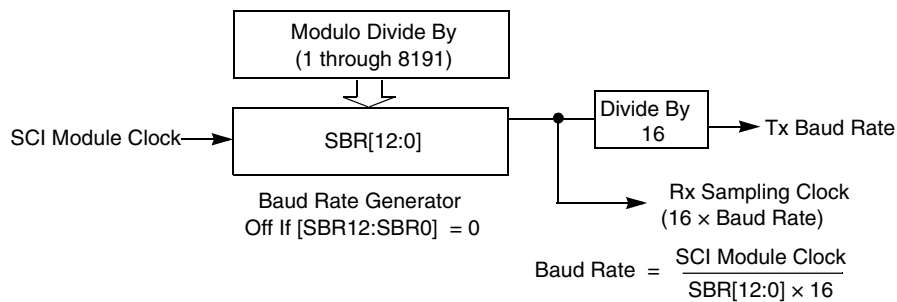 Modulo Divide By
(1 through 8191)
SCI Module Clock
SBR[12:0]
Divide By
16
Tx Baud Rate
Baud Rate Generator
Off If [SBR12:SBR0] = 0
Rx Sampling Clock
(16 × Baud Rate)
Baud Rate = SCI Module Clock
SBR[12:0] × 16